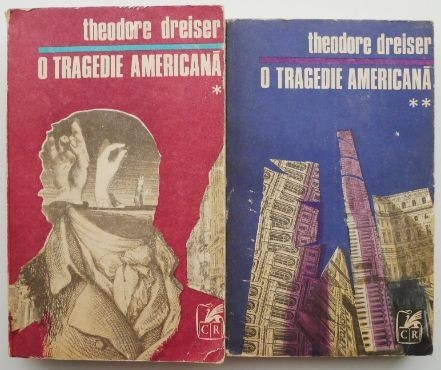 theodore dreiser
O TRAGEDIE AMERICANĂ
*
CR
theodore dreiser
O TRAGEDIE AMERICANĂ
**
CR